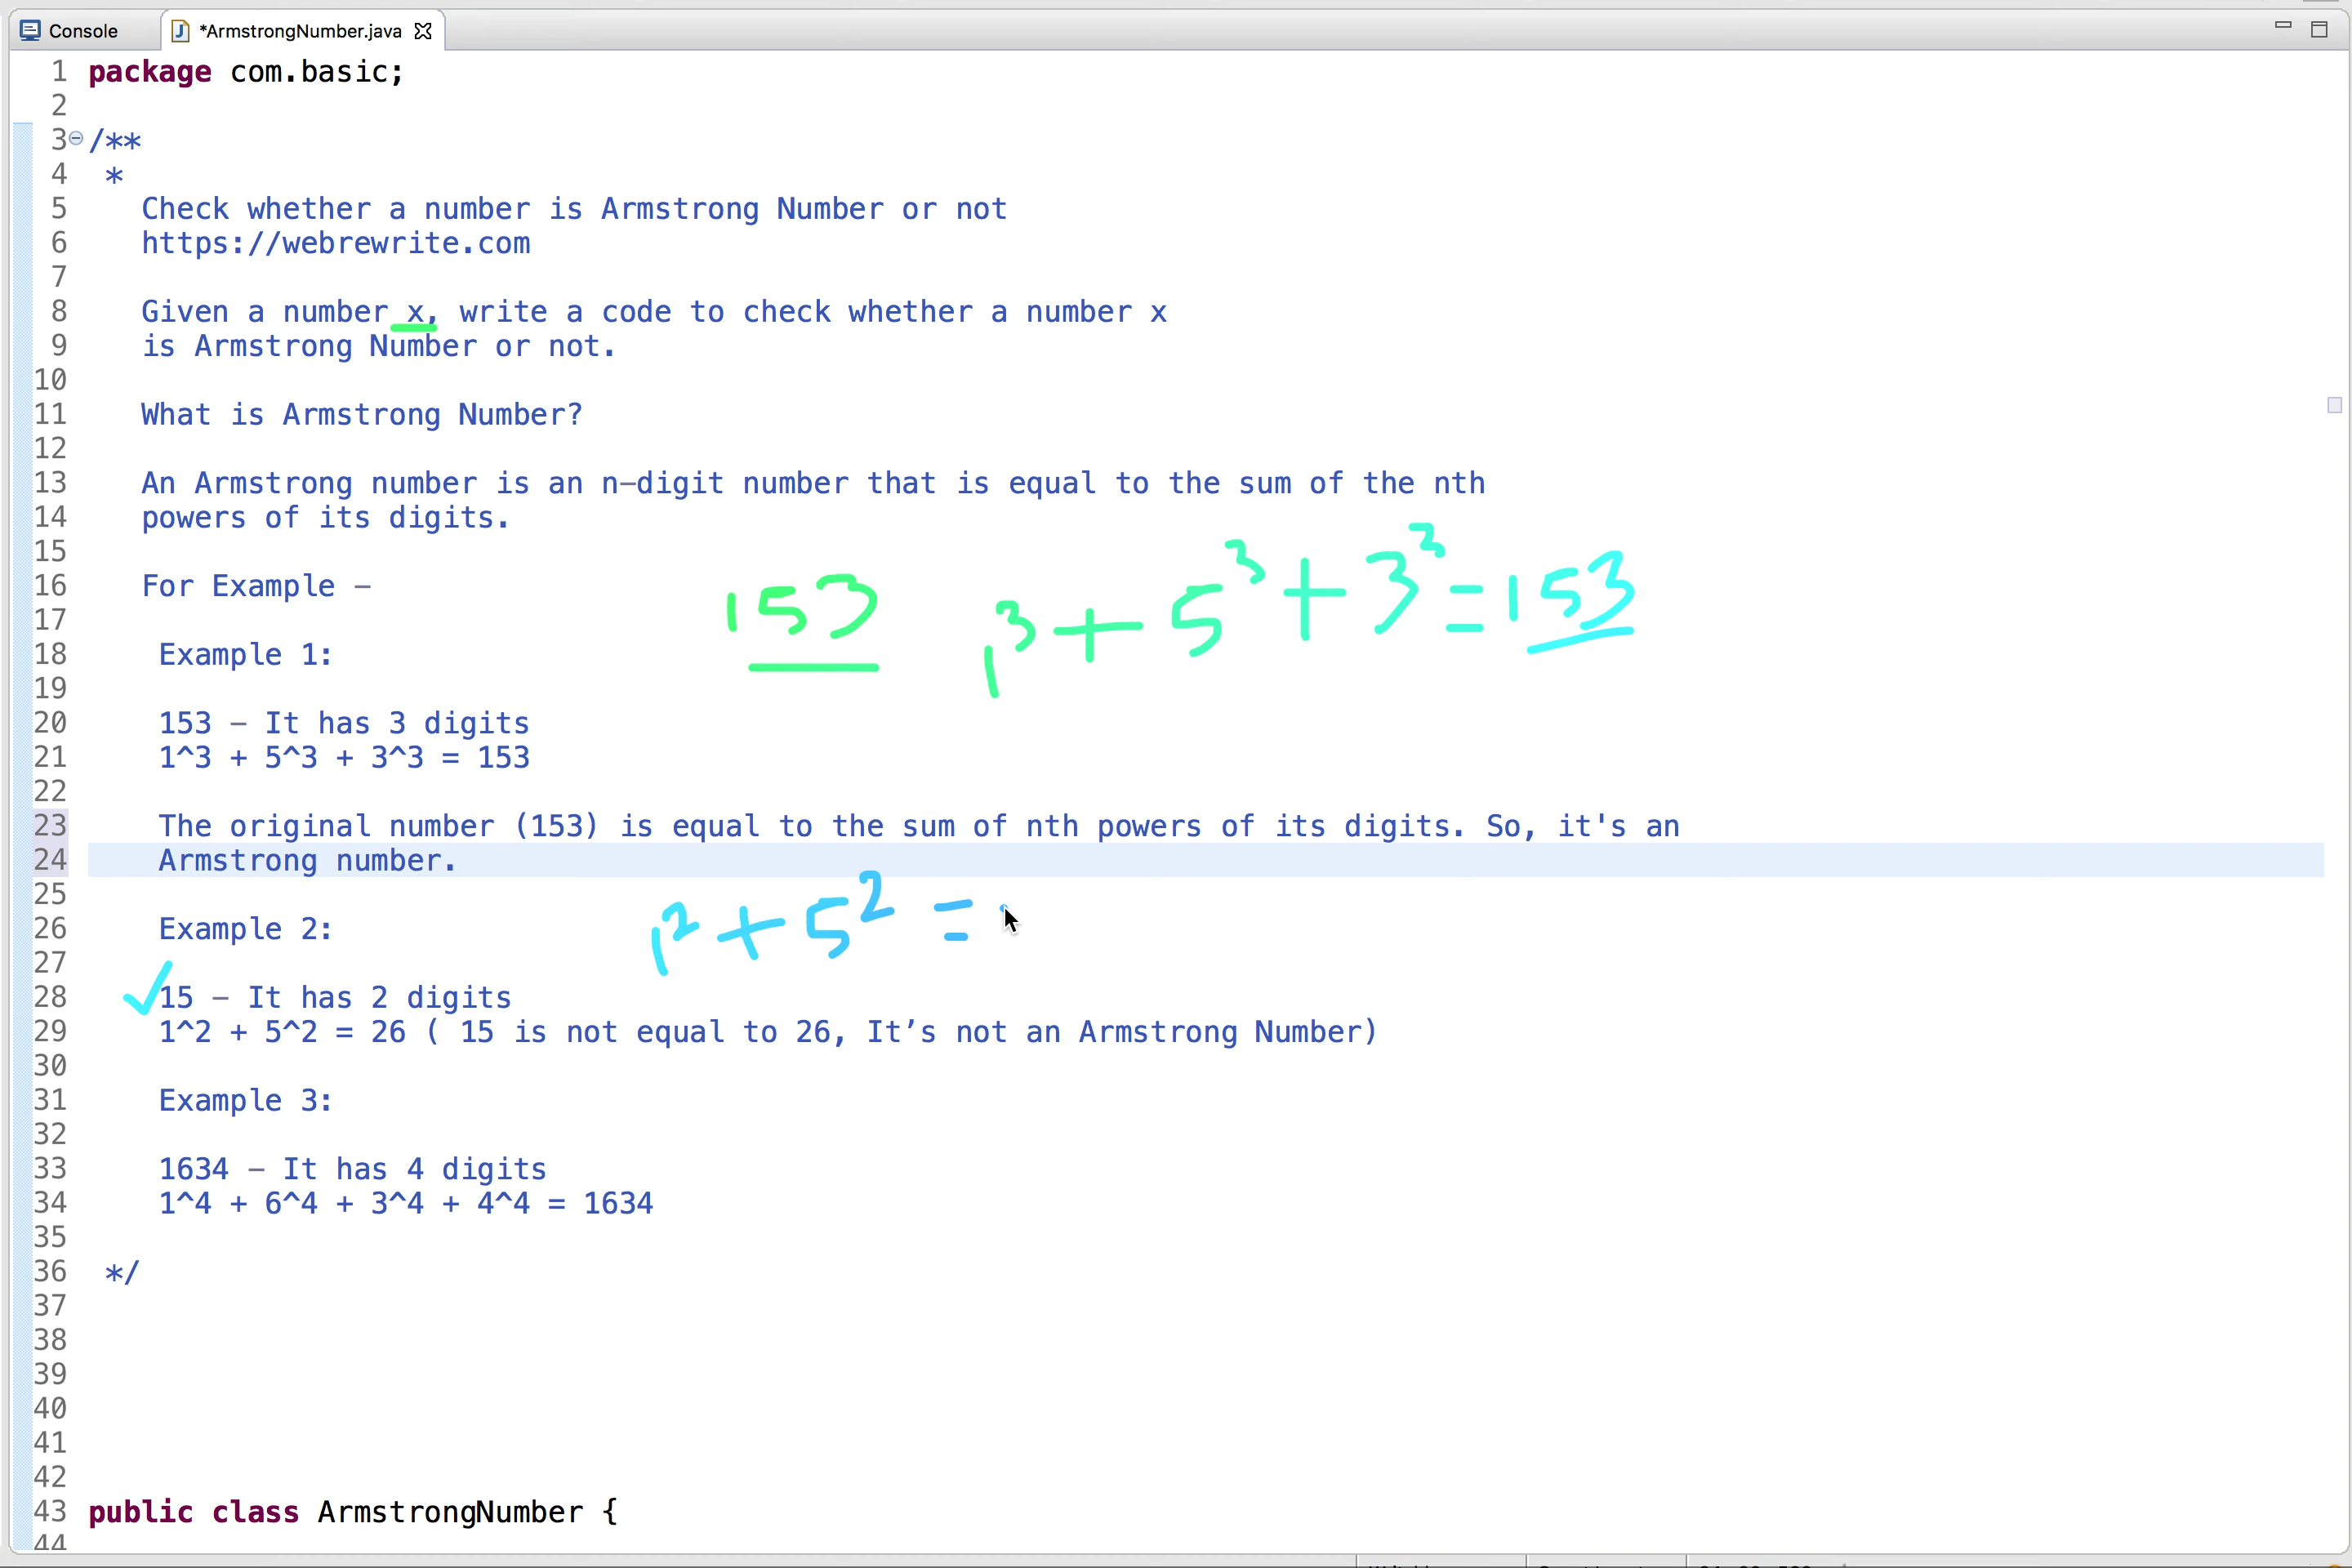 Console *ArmstrongNumber.java
1 package com.basic;
2
3 /**
4 *
5 Check whether a number is Armstrong Number or not
6 https://webrewrite.com
7
8 Given a number x, write a code to check whether a number x
9 is Armstrong Number or not.
10
11 What is Armstrong Number?
12
13 An Armstrong number is an n-digit number that is equal to the sum of the nth
14 powers of its digits.
15
16 For Example -
153 1³ + 5³ + 3³ = 153
17
18 Example 1:
19
20 153 - It has 3 digits
21 1^3 + 5^3 + 3^3 = 153
22
23 The original number (153) is equal to the sum of nth powers of its digits. So, it's an
24 Armstrong number.
25
1² + 5² =
26 Example 2:
27
28 15 - It has 2 digits
29 1^2 + 5^2 = 26 ( 15 is not equal to 26, It’s not an Armstrong Number)
30
31 Example 3:
32
33 1634 - It has 4 digits
34 1^4 + 6^4 + 3^4 + 4^4 = 1634
35
36 */
37
38
39
40
41
42
43 public class ArmstrongNumber {
44